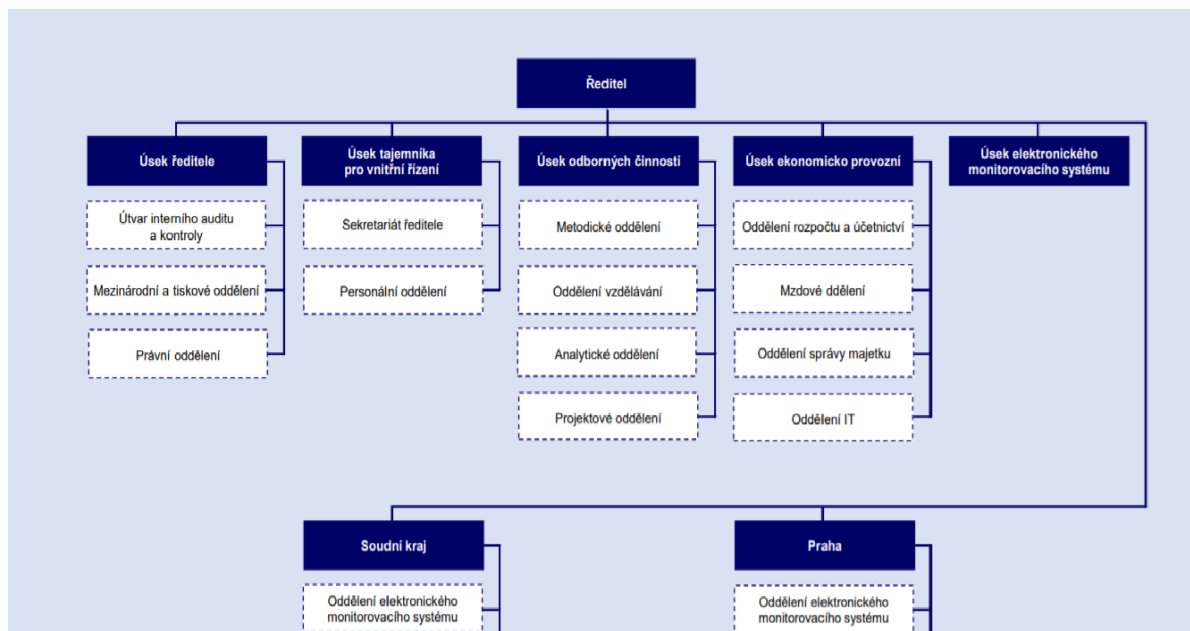 Ředitel
Úsek ředitele
Útvar interního auditu
a kontroly
Mezinárodní a tiskové oddělení
Právní oddělení
Úsek tajemníka
pro vnitřní řízení
Sekretariát ředitele
Personální oddělení
Úsek odborných činností
Metodické oddělení
Oddělení vzdělávání
Analytické oddělení
Projektové oddělení
Úsek ekonomicko provozní
Oddělení rozpočtu a účetnictví
Mzdové ddělení
Oddělení správy majetku
Oddělení IT
Úsek elektronického
monitorovacího systému
Soudní kraj
Oddělení elektronického
monitorovacího systému
Praha
Oddělení elektronického
monitorovacího systému